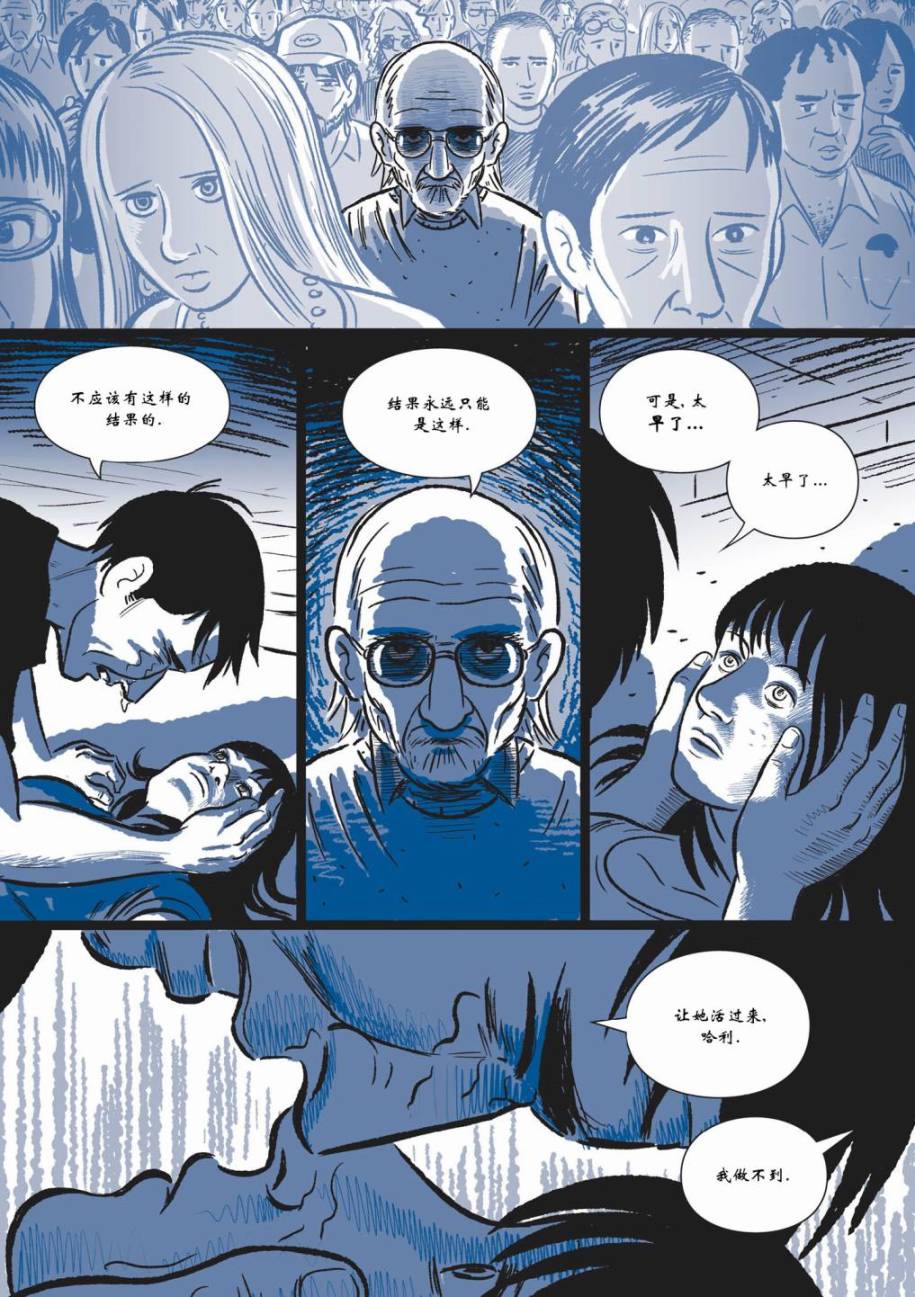 不应该有这样的
结果的.
结果永远只能
是这样.
可是,太
早了...
太早了...
让她活过来,
哈利.
我做不到.